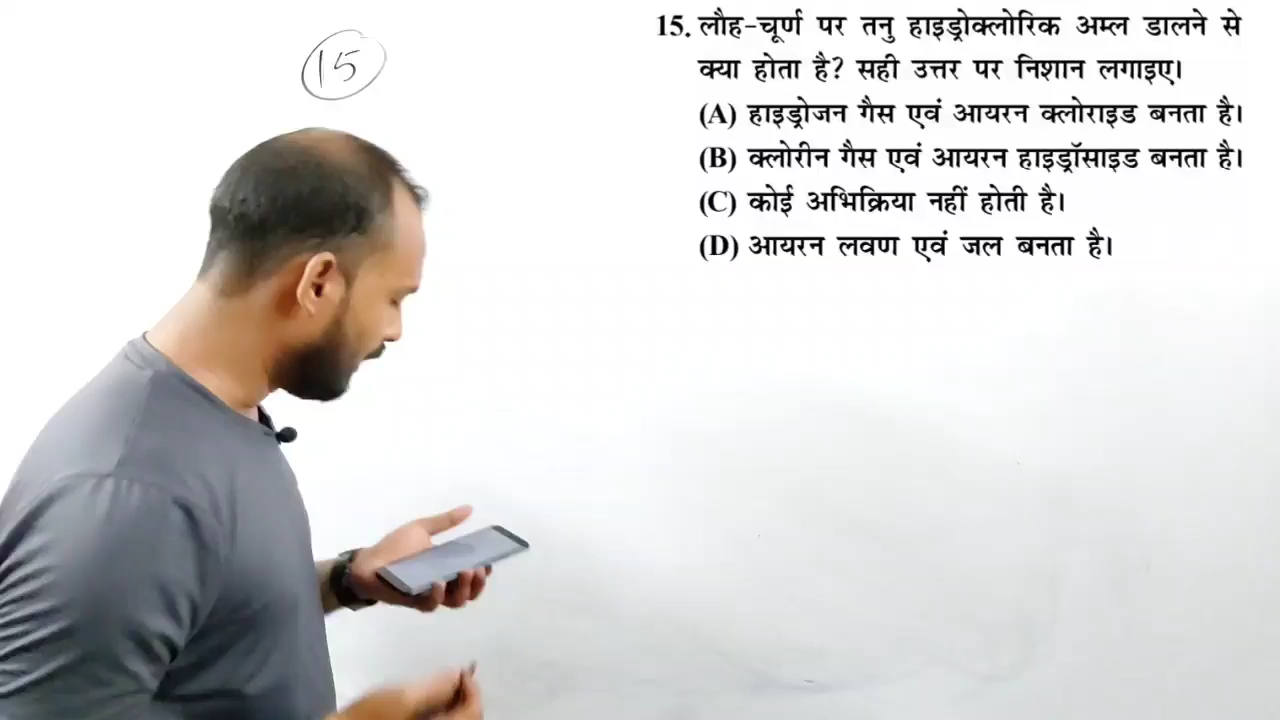 15
15. लौह-चूर्ण पर तनु हाइड्रोक्लोरिक अम्ल डालने से
क्या होता है? सही उत्तर पर निशान लगाइए।
(A) हाइड्रोजन गैस एवं आयरन क्लोराइड बनता है।
(B) क्लोरीन गैस एवं आयरन हाइड्रॉसाइड बनता है।
(C) कोई अभिक्रिया नहीं होती है।
(D) आयरन लवण एवं जल बनता है।